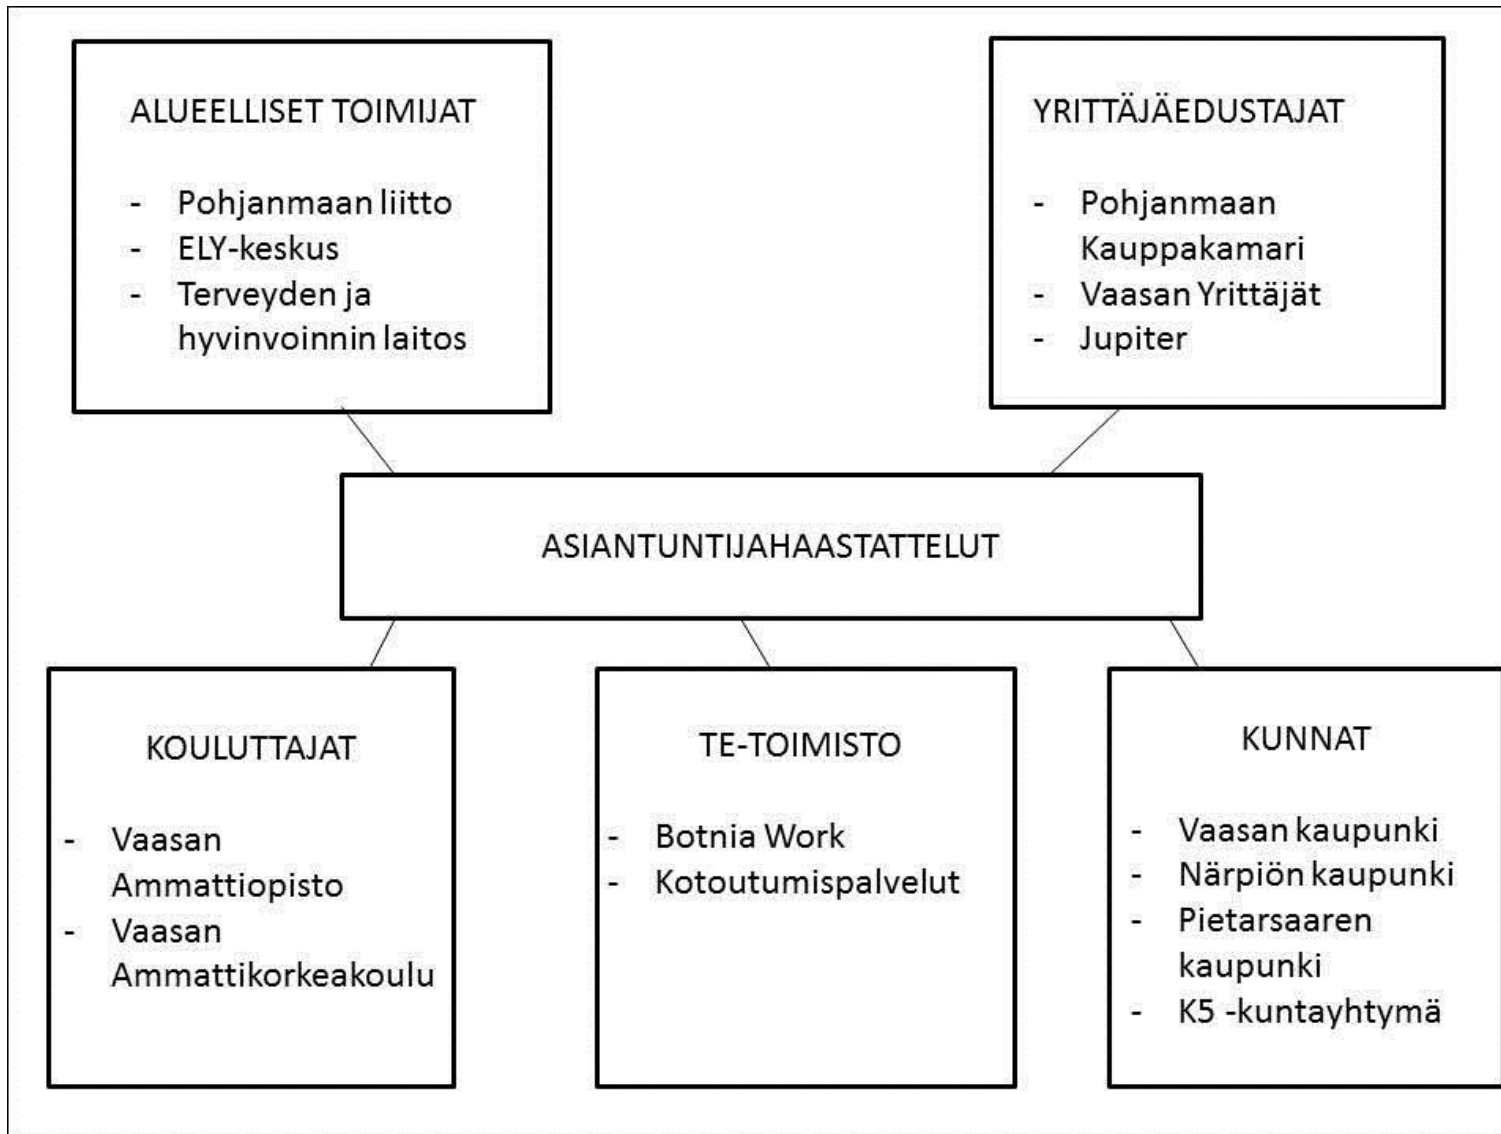 ALUEELLISET TOIMIJAT
- Pohjanmaan liitto
- ELY-keskus
- Terveyden ja
hyvinvoinnin laitos
YRITTÄJÄEDUSTAJAT
- Pohjanmaan
Kauppakamari
- Vaasan Yrittäjät
- Jupiter
ASIANTUNTIJAHAASTATTELUT
KOULUTTAJAT
- Vaasan
Ammattiopisto
- Vaasan
Ammattikorkeakoulu
TE-TOIMISTO
- Botnia Work
- Kotoutumispalvelut
KUNNAT
- Vaasan kaupunki
- Närpiön kaupunki
- Pietarsaaren
kaupunki
- K5 -kuntayhtymä